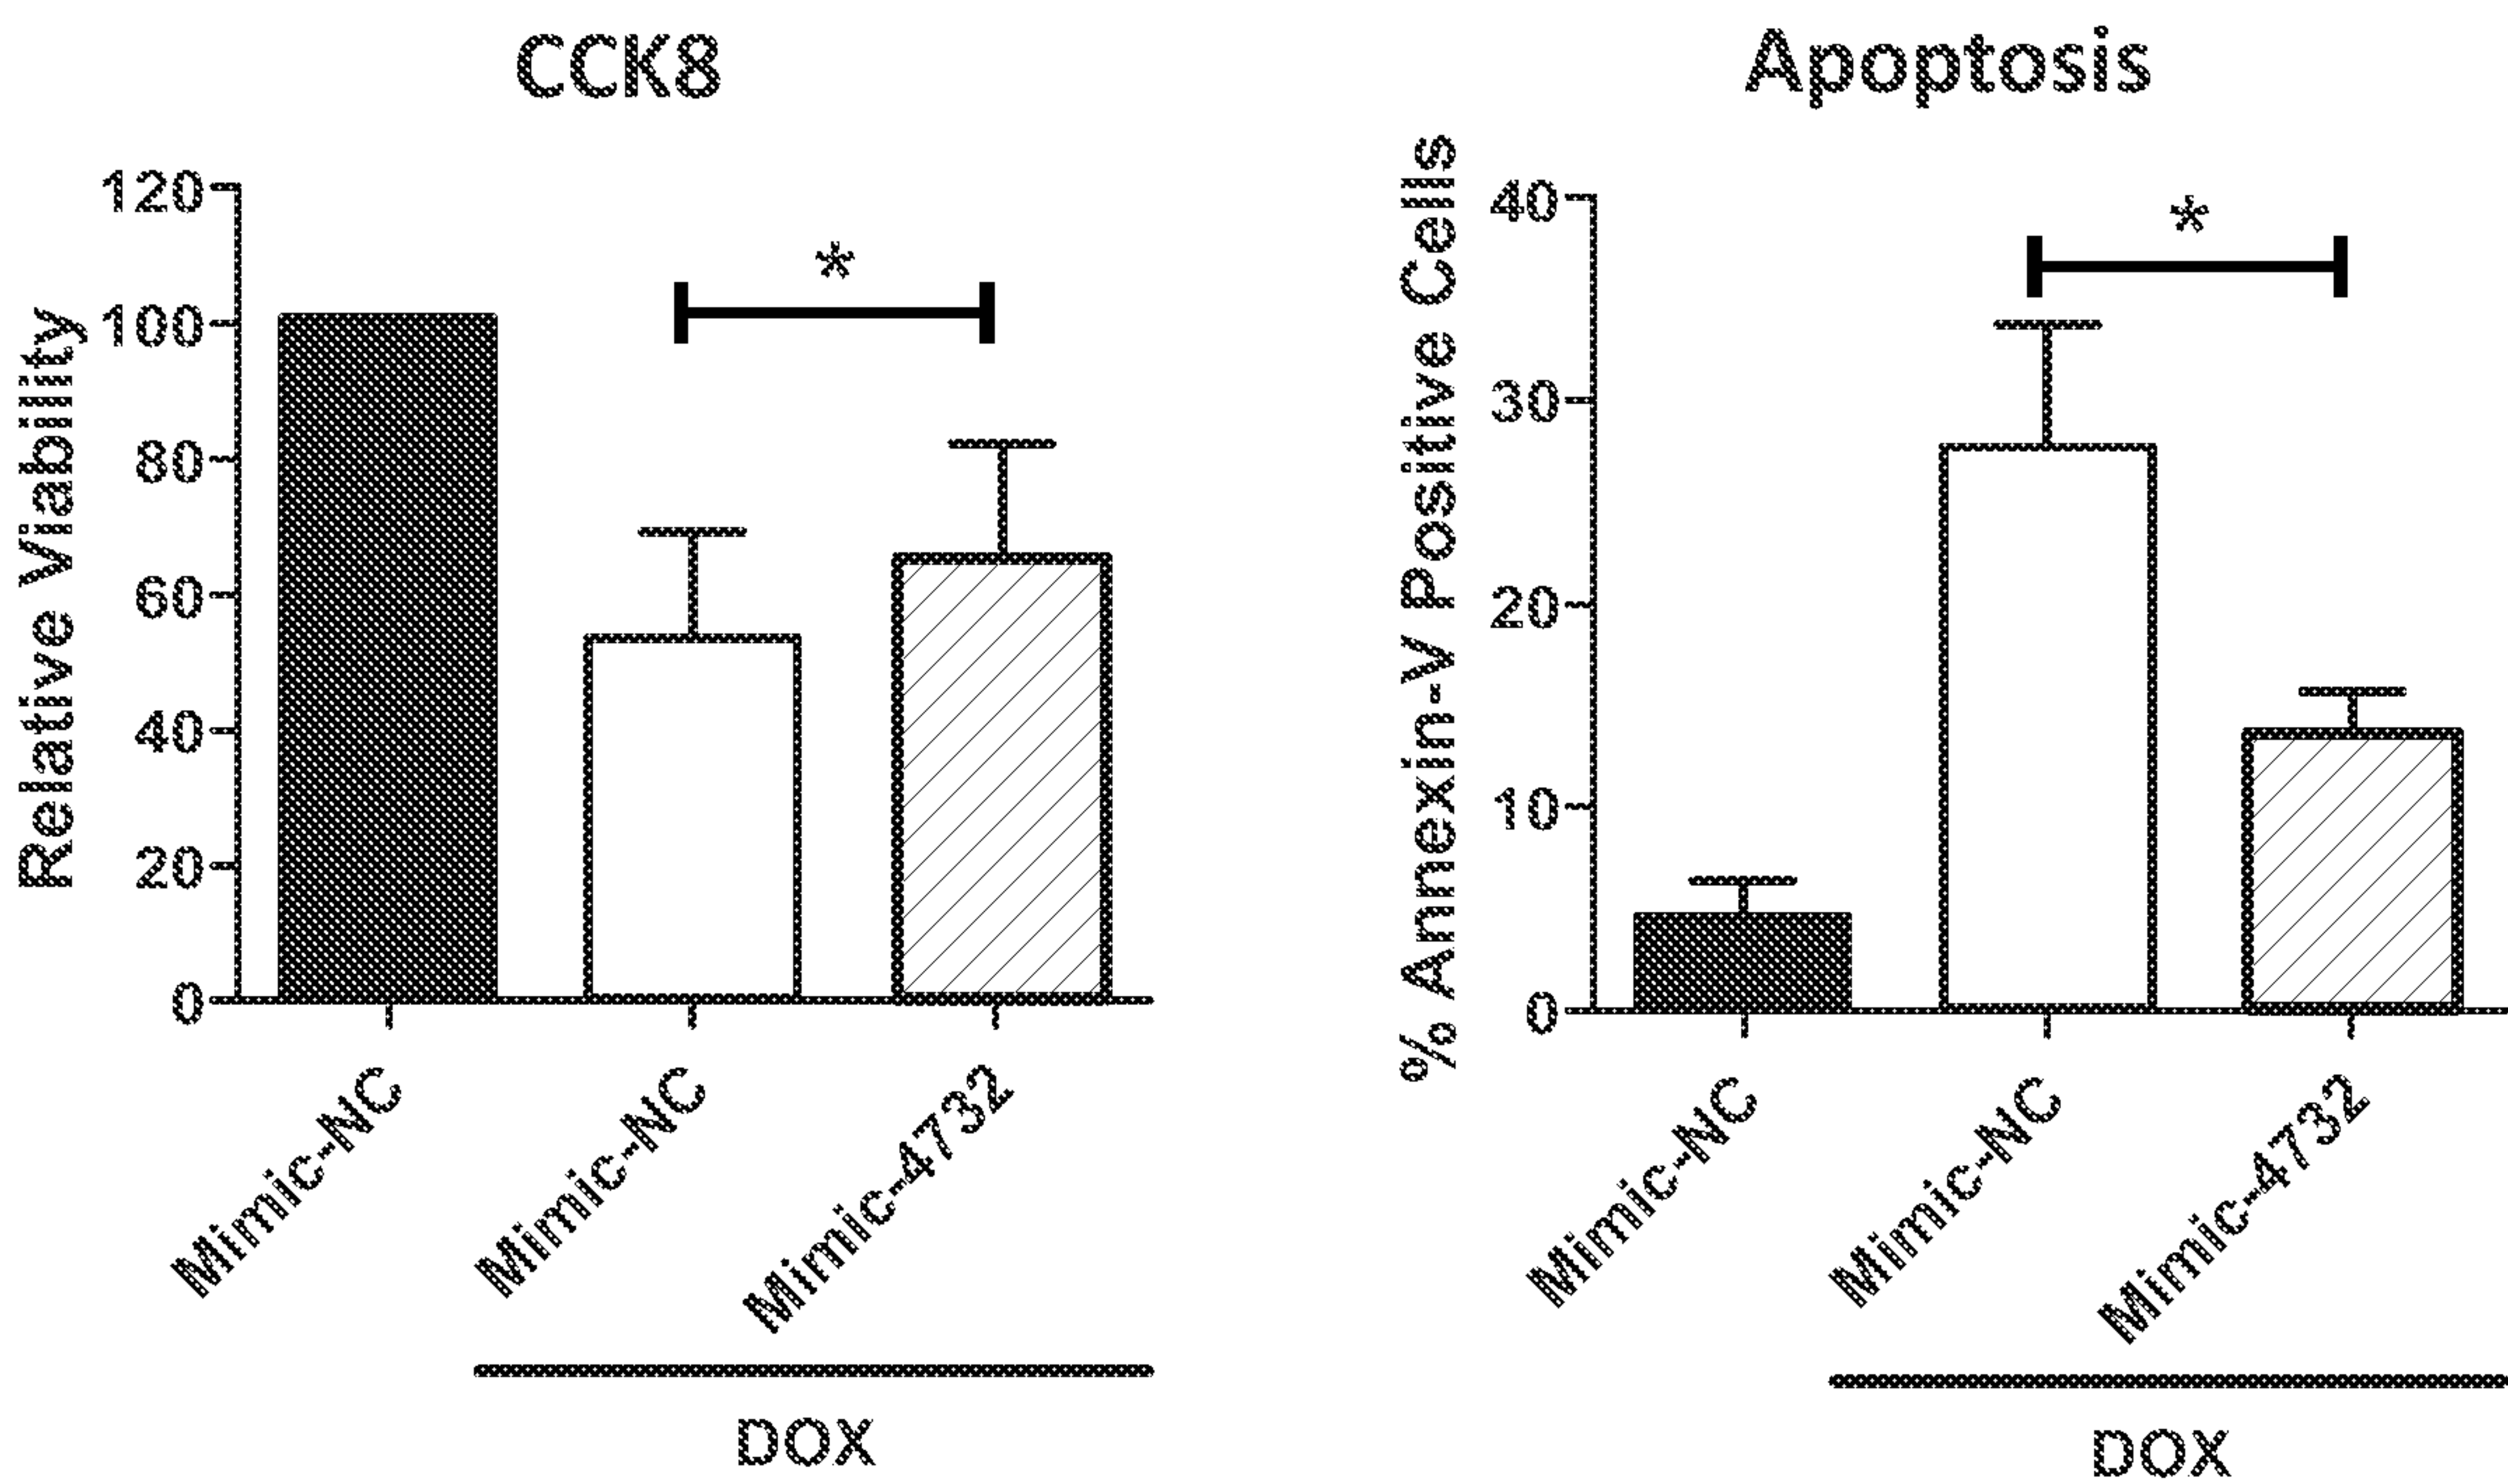 CCK8
Relative Viability
120
100
80
60
40
20
0
*
Mimic-NC
Mimic-NC
Mimic-4732
DOX
Apoptosis
% Annexin-V Positive Cells
40
30
20
10
0
*
Mimic-NC
Mimic-NC
Mimic-4732
DOX